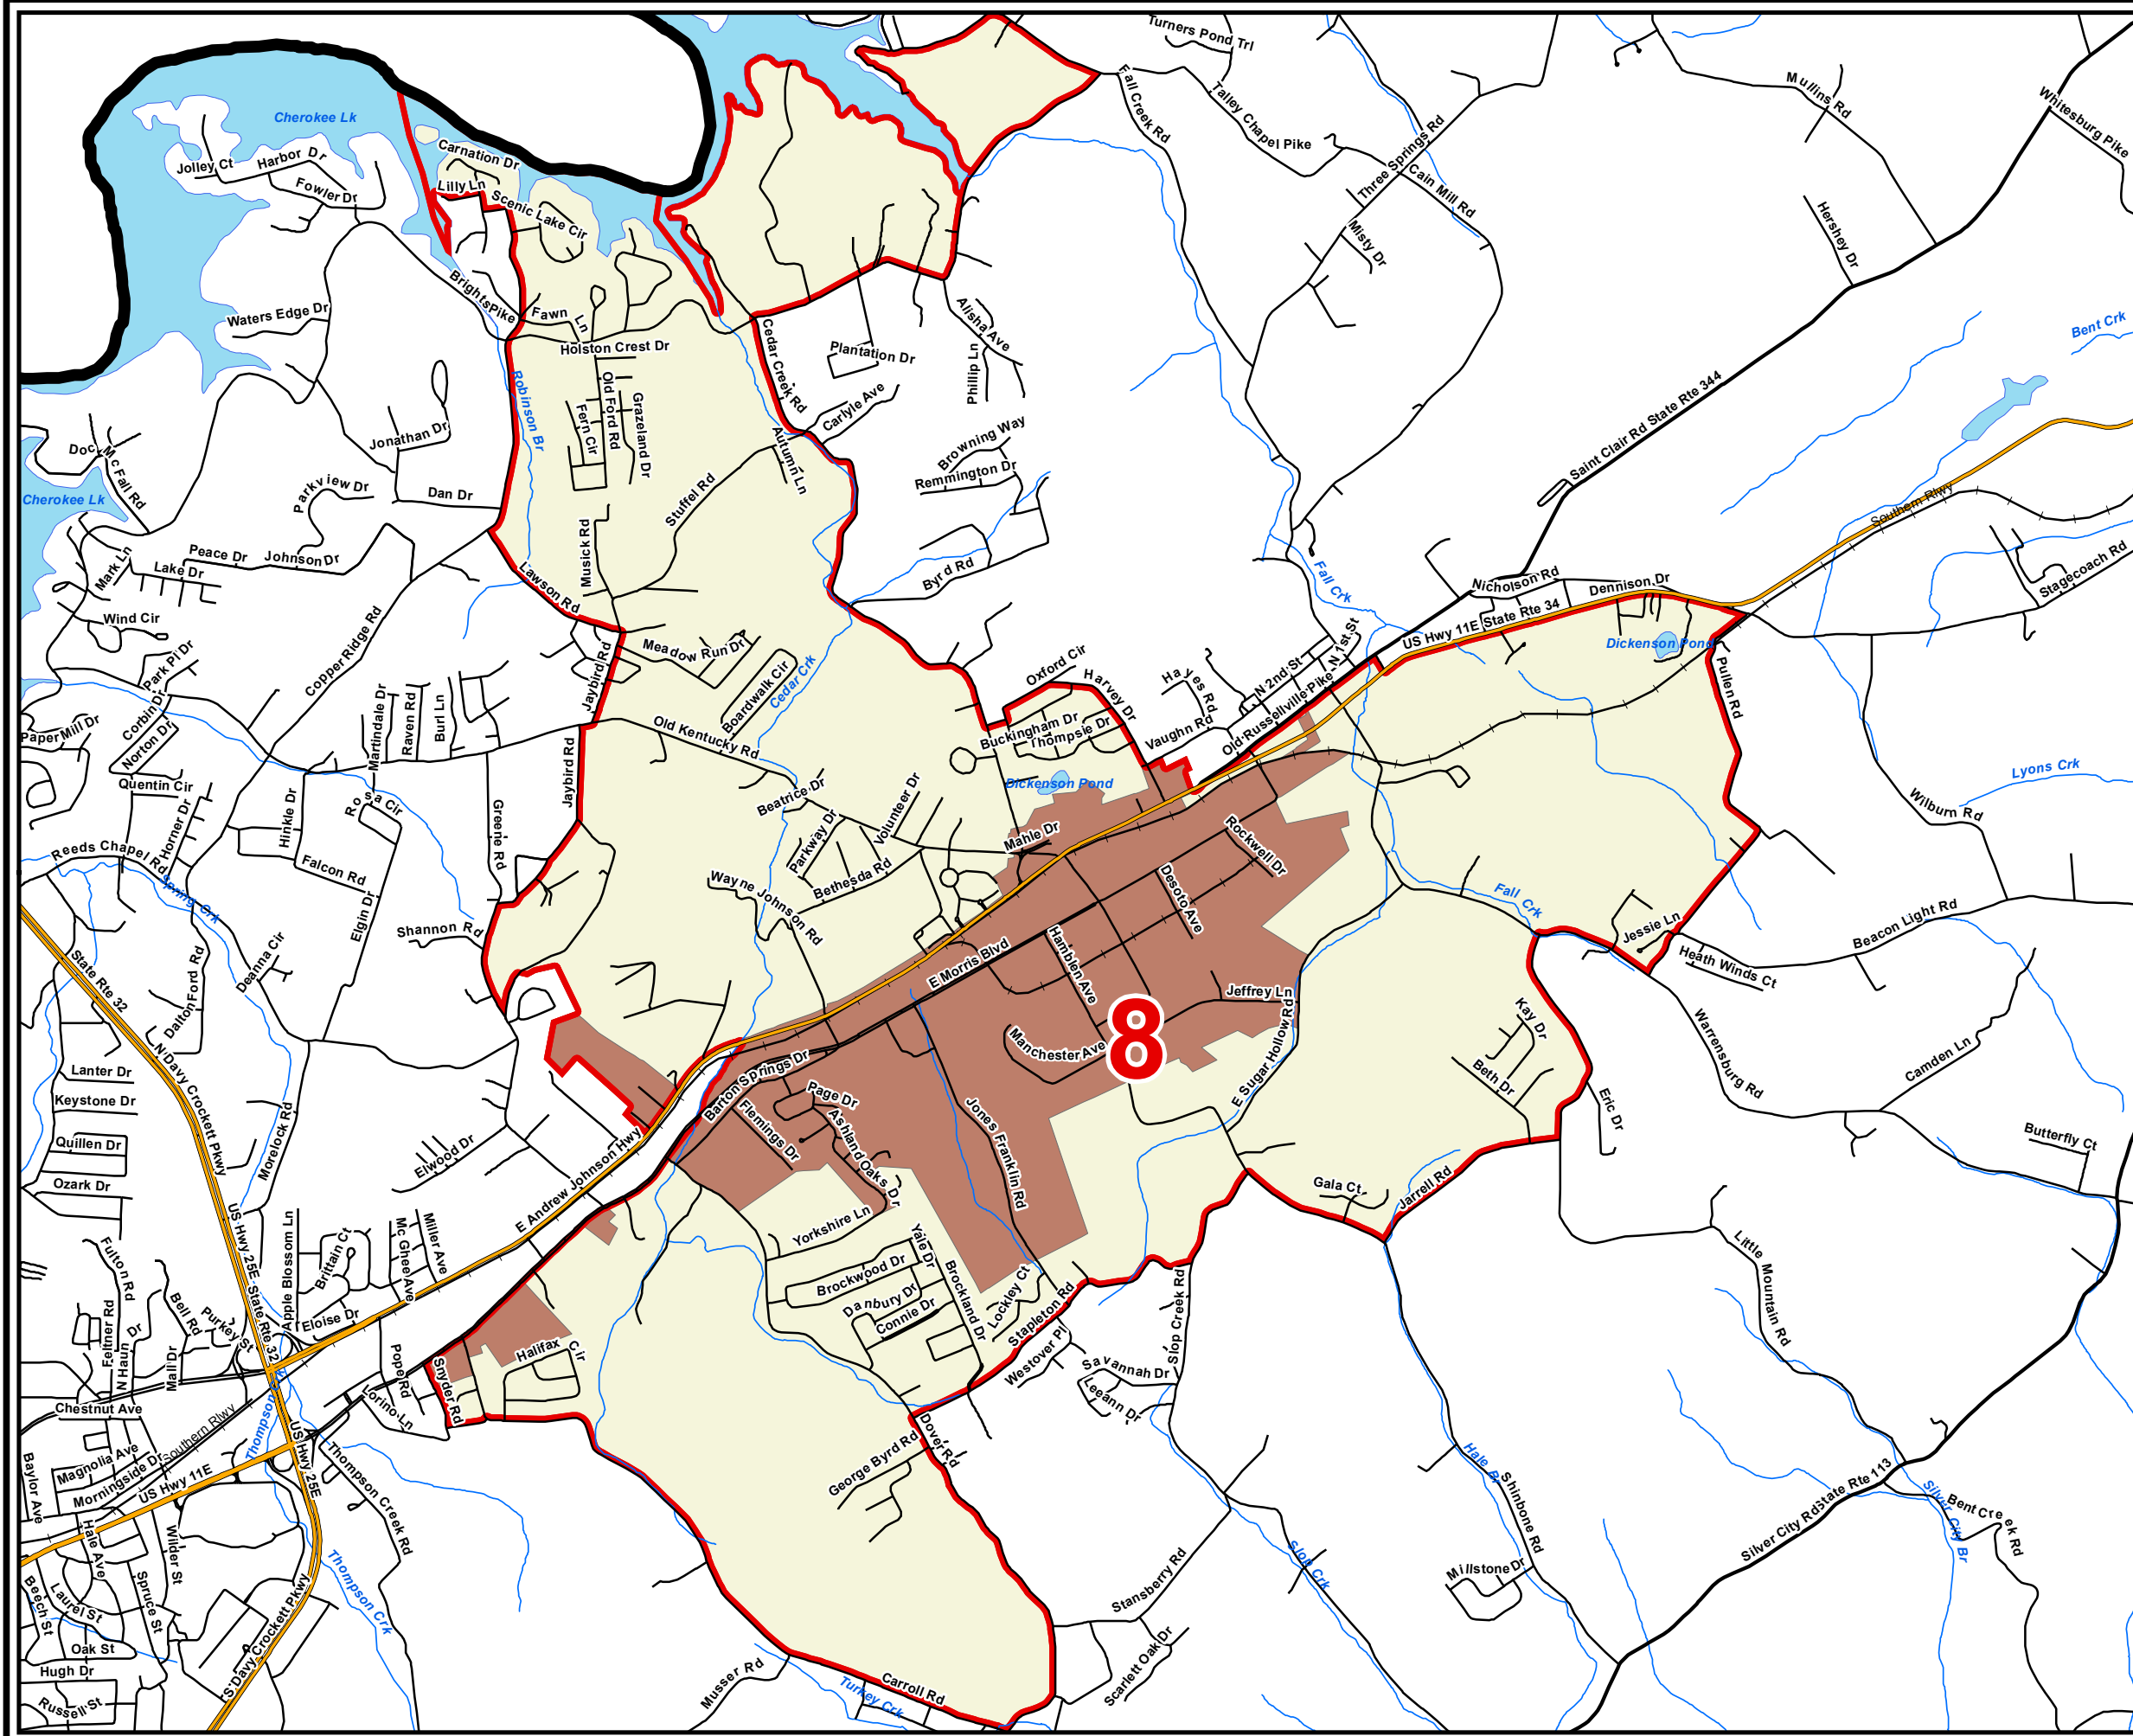 Turners Pond Trl
Mullins Rd
Whitesburg Pike
Fall Creek Rd
Talley Chapel Pike
Cherokee Lk
Three Springs Rd
Cain Mill Rd
Jolley Ct
Harbor Dr
Carnation Dr
Fowler Dr
Lilly Ln
Scenic Lake Cir
Misty Dr
Hershey Dr
Brights Pike
Waters Edge Dr
Fawn Ln
Alisha Ave
Bent Crk
Holston Crest Dr
Cedar Creek Rd
Plantation Dr
Phillip Ln
Robinson Br
Old Ford Rd
Fern Cir
Grazeland Dr
Carlyle Ave
Saint Clair Rd State Rte 344
Jonathan Dr
Doc McFall Rd
Autumn Ln
Browning Way
Remmington Dr
Parkview Dr
Dan Dr
Cherokee Lk
Stuffel Rd
Southern Rlwy
Musick Rd
Mark Ln
Peace Dr
Johnson Dr
Lake Dr
Lawson Rd
Byrd Rd
Fall Crk
Nicholson Rd
Dennison Dr
Stagecoach Rd
Wind Cir
US Hwy 11E State Rte 34
Dickenson Pond
Copper Ridge Rd
Park Pl Dr
Jaybird Rd
Meadow Run Dr
Boardwalk Cir
Cedar Crk
Oxford Cir
Harvey Dr
Hayes Rd
N 2nd St
N 1st St
Pullen Rd
Corbin Dr
Norton Dr
Martindale Dr
Raven Rd
Burl Ln
Paper Mill Dr
Old Kentucky Rd
Buckingham Dr
Thompsie Dr
Vaughn Rd
Old Russellville Pike
Jaybird Rd
Dickenson Pond
Lyons Crk
Quentin Cir
Rosa Cir
Beatrice Dr
Volunteer Dr
Wilburn Rd
Horner Dr
Hinkle Dr
Greene Rd
Parkway Dr
Mahle Dr
Rockwell Dr
Reeds Chapel Rd
Spring Crk
Falcon Rd
Elgin Dr
Wayne Johnson Rd
Bethesda Rd
Desoto Ave
Fall Crk
Jessie Ln
Beacon Light Rd
Heath Winds Ct
Shannon Rd
E Morris Blvd
Hamblen Ave
State Rte 32
Dalton Ford Rd
Deanna Cir
Jeffrey Ln
8
Manchester Ave
E Sugar Hollow Rd
Kay Dr
Beth Dr
Warrensburg Rd
Camden Ln
Eric Dr
N Davy Crockett Pkwy
Lanter Dr
Keystone Dr
Quillen Dr
Ozark Dr
Morelock Rd
Elwood Dr
Barton Springs Dr
Page Dr
Flemings Dr
Ashland Oaks Dr
Jones Franklin Rd
Butterfly Ct
E Andrew Johnson Hwy
Gala Ct
Jarrell Rd
Yorkshire Ln
Yale Dr
Little Mountain Rd
US Hwy 25E State Rte 32
Apple Blossom Ln
Brittain Ct
Mc Ghee Ave
Miller Ave
Fulton Rd
Bell Rd
Purkey St
Eloise Dr
Brockwood Dr
Danbury Dr
Connie Dr
Brockland Dr
Lockley Ct
Stapleton Rd
Westover Pl
Slop Creek Rd
Feltner Rd
N Haun Dr
Mall Dr
Pope Rd
Snyder Rd
Halifax Cir
Savannah Dr
Leeann Dr
Lorino Ln
Chestnut Ave
Southern Rlwy
Thompson
Magnolia Ave
Morningside Dr
US Hwy 11E
US Hwy 25E
Baylor Ave
Thompson Creek Rd
Dover Rd
George Byrd Rd
Hale Br
Shinbone Rd
Silver City Rd State Rte 113
Silver City Br
Bent Creek Rd
Hale Ave
Wilder St
Thompson Crk
Slop Crk
Millstone Dr
Beech St
Laurel St
Spruce St
Oak St
Hugh Dr
Russell St
S Davy Crockett Pkwy
Stansberry Rd
Scarlett Oak Dr
Musser Rd
Turkey Crk
Carroll Rd